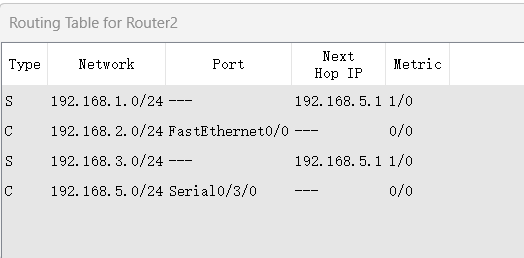 Routing Table for Router2
Type Network Port Next Hop IP Metric
S 192.168.1.0/24 --- 192.168.5.1 1/0
C 192.168.2.0/24 FastEthernet0/0 --- 0/0
S 192.168.3.0/24 --- 192.168.5.1 1/0
C 192.168.5.0/24 Serial0/3/0 --- 0/0